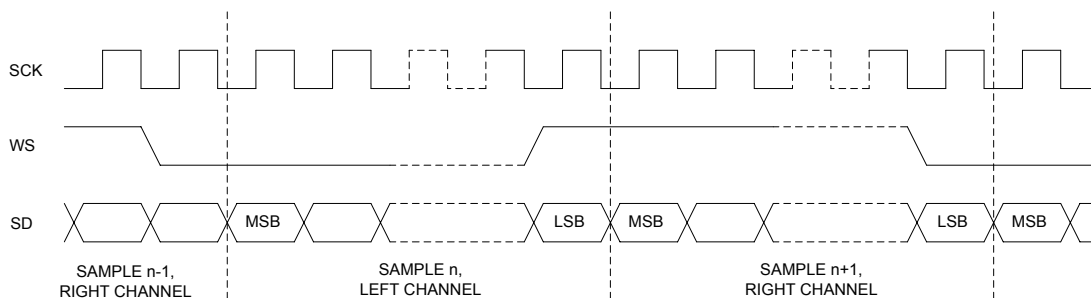 SCK
WS
SD
MSB
LSB
MSB
LSB
MSB
SAMPLE n-1,
RIGHT CHANNEL
SAMPLE n,
LEFT CHANNEL
SAMPLE n+1,
RIGHT CHANNEL